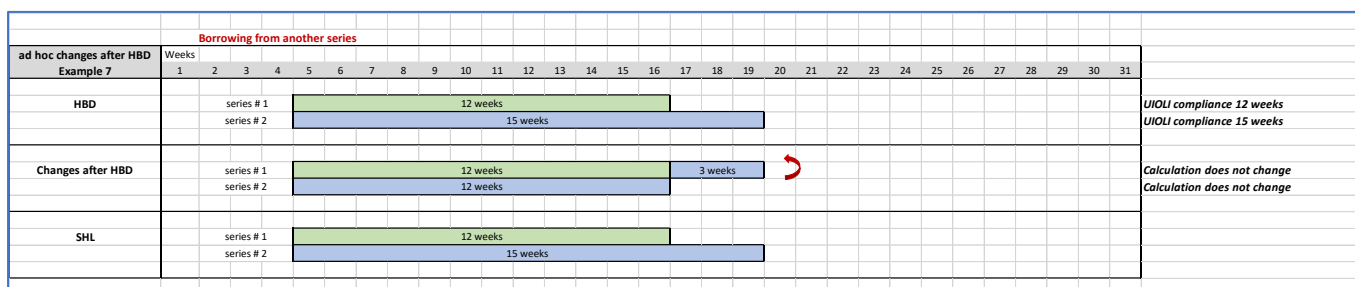 Borrowing from another series
ad hoc changes after HBD Weeks
Example 7 1 2 3 4 5 6 7 8 9 10 11 12 13 14 15 16 17 18 19 20 21 22 23 24 25 26 27 28 29 30 31
HBD series # 1 12 weeks UIOLI compliance 12 weeks
series # 2 15 weeks UIOLI compliance 15 weeks
Changes after HBD series # 1 12 weeks 3 weeks Calculation does not change
series # 2 12 weeks Calculation does not change
SHL series # 1 12 weeks
series # 2 15 weeks